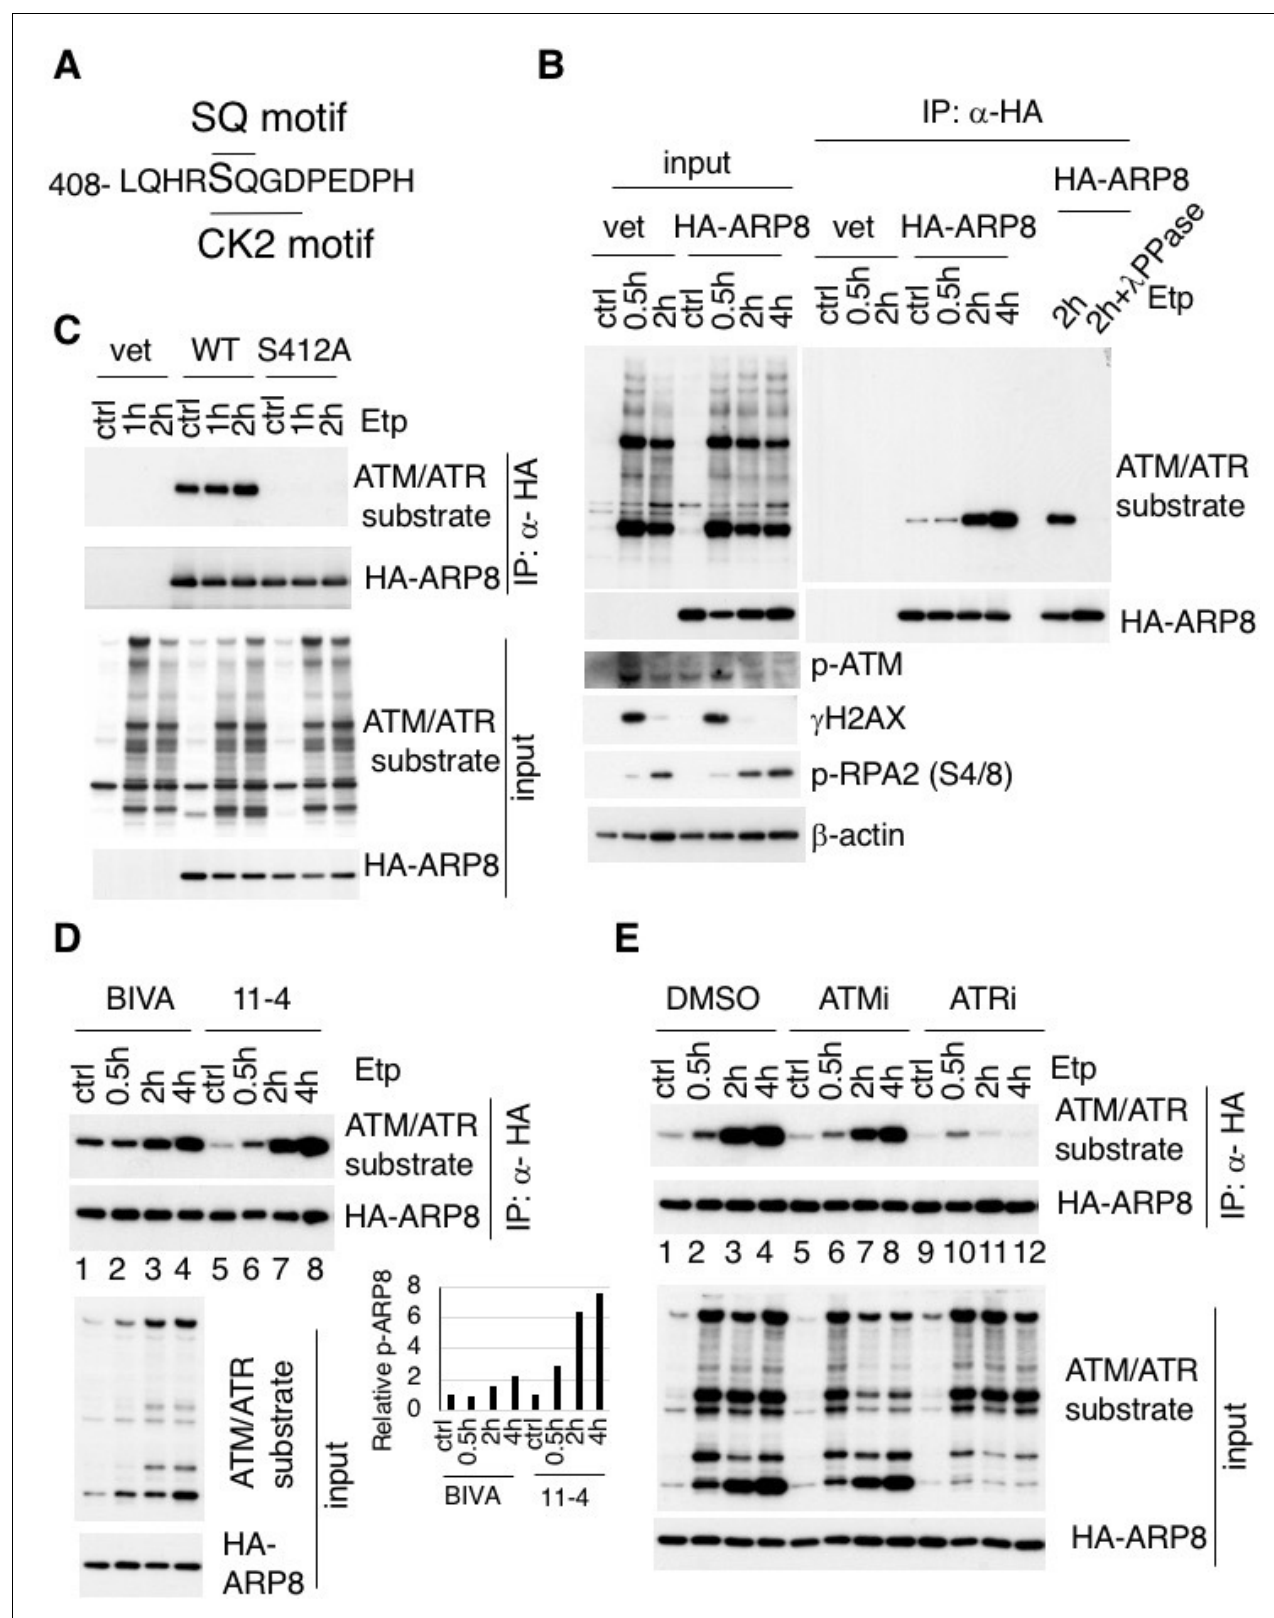 A
SQ motif
408- LQHRSQGDPEDPH
CK2 motif
B
IP: α-HA
input
HA-ARP8
vet HA-ARP8 vet HA-ARP8
ctrl 0.5h 2h ctrl 0.5h 2h 4h ctrl 0.5h 2h ctrl 0.5h 2h 4h 2h 2h+λPPase Etp
ATM/ATR
substrate
HA-ARP8
p-ATM
γH2AX
p-RPA2 (S4/8)
β-actin
C
vet WT S412A
ctrl 1h 2h ctrl 1h 2h ctrl 1h 2h Etp
ATM/ATR
substrate
HA-ARP8
IP: α- HA
ATM/ATR
substrate
HA-ARP8
input
D
BIVA 11-4
ctrl 0.5h 2h 4h ctrl 0.5h 2h 4h Etp
ATM/ATR
substrate
HA-ARP8
IP: α- HA
1 2 3 4 5 6 7 8
ATM/ATR
substrate
HA-
ARP8
input
Relative p-ARP8
8
6
4
2
0
ctrl 0.5h 2h 4h ctrl 0.5h 2h 4h
BIVA 11-4
E
DMSO ATMi ATRi
ctrl 0.5h 2h 4h ctrl 0.5h 2h 4h ctrl 0.5h 2h 4h Etp
ATM/ATR
substrate
HA-ARP8
IP: α- HA
1 2 3 4 5 6 7 8 9 10 11 12
ATM/ATR
substrate
HA-ARP8
input